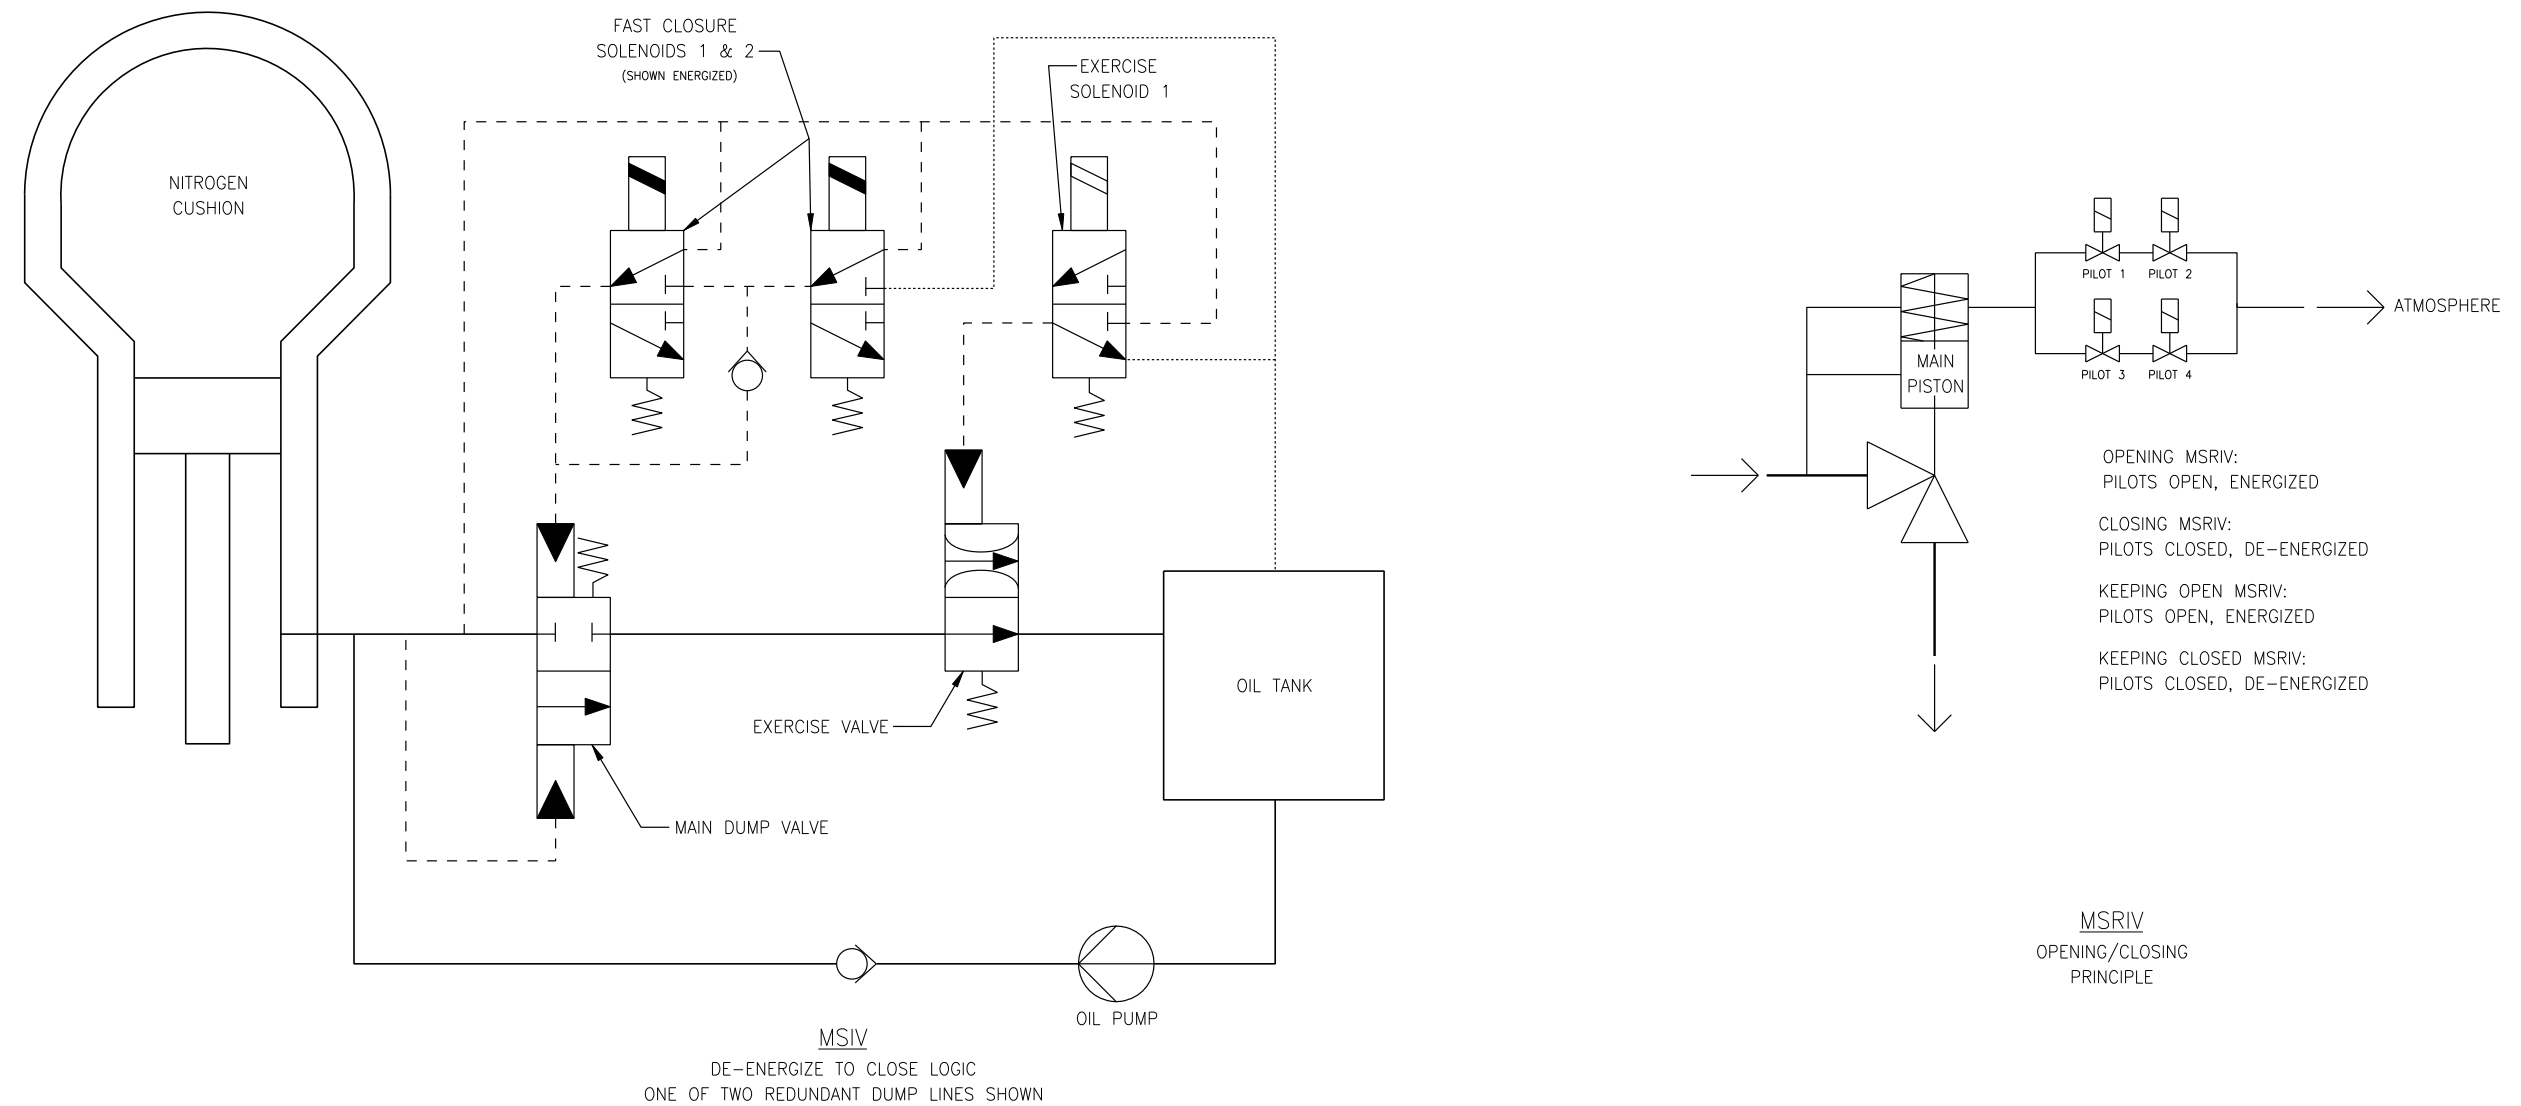 FAST CLOSURE
SOLENOIDS 1 & 2
(SHOWN ENERGIZED)
EXERCISE
SOLENOID 1
NITROGEN
CUSHION
EXERCISE VALVE
MAIN DUMP VALVE
OIL TANK
OIL PUMP
MSIV
DE-ENERGIZE TO CLOSE LOGIC
ONE OF TWO REDUNDANT DUMP LINES SHOWN
PILOT 1
PILOT 2
ATMOSPHERE
MAIN
PISTON
PILOT 3
PILOT 4
OPENING MSRIV:
PILOTS OPEN, ENERGIZED
CLOSING MSRIV:
PILOTS CLOSED, DE-ENERGIZED
KEEPING OPEN MSRIV:
PILOTS OPEN, ENERGIZED
KEEPING CLOSED MSRIV:
PILOTS CLOSED, DE-ENERGIZED
MSRIV
OPENING/CLOSING
PRINCIPLE